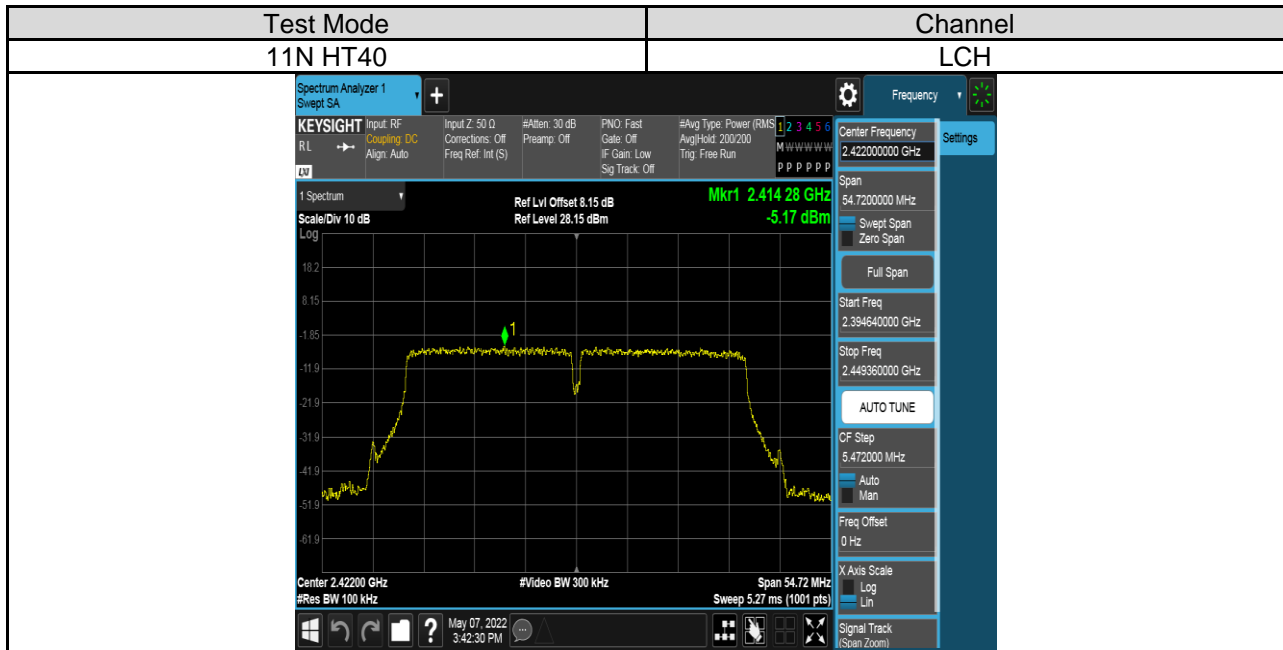 Test Mode Channel
11N HT40 LCH
Spectrum Analyzer 1
Swept SA
+
Frequency
KEYSIGHT Input: RF Input Z: 50 Ω #Atten: 30 dB PNO: Fast #Avg Type: Power (RMS 1 2 3 4 5 6
RL Coupling: DC Corrections: Off Preamp: Off Gate: Off Avg|Hold: 200/200 M W W W W W
Align: Auto Freq Ref: Int (S) IF Gain: Low Trig: Free Run
LXI Sig Track: Off P P P P P P
1 Spectrum Ref Lvl Offset 8.15 dB Mkr1 2.414 28 GHz
Scale/Div 10 dB Ref Level 28.15 dBm -5.17 dBm
Log
18.2
8.15
-1.85
-11.9
-21.9
-31.9
-41.9
-51.9
-61.9
1
Center 2.42200 GHz #Video BW 300 kHz Span 54.72 MHz
#Res BW 100 kHz Sweep 5.27 ms (1001 pts)
Center Frequency
2.422000000 GHz
Settings
Span
54.7200000 MHz
Swept Span
Zero Span
Full Span
Start Freq
2.394640000 GHz
Stop Freq
2.449360000 GHz
AUTO TUNE
CF Step
5.472000 MHz
Auto
Man
Freq Offset
0 Hz
X Axis Scale
Log
Lin
Signal Track
(Span Zoom)
? May 07, 2022
3:42:30 PM